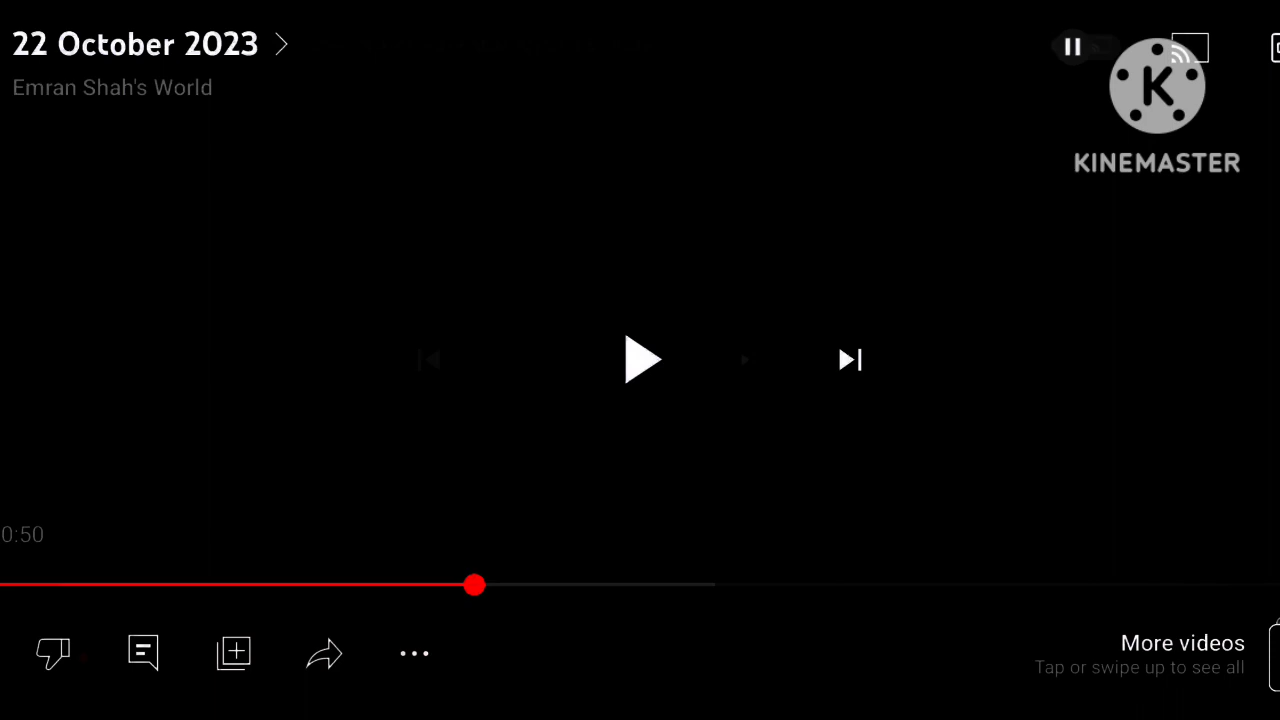 22 October 2023
Emran Shah's World
K
KINEMASTER
0:50
More videos
Tap or swipe up to see all